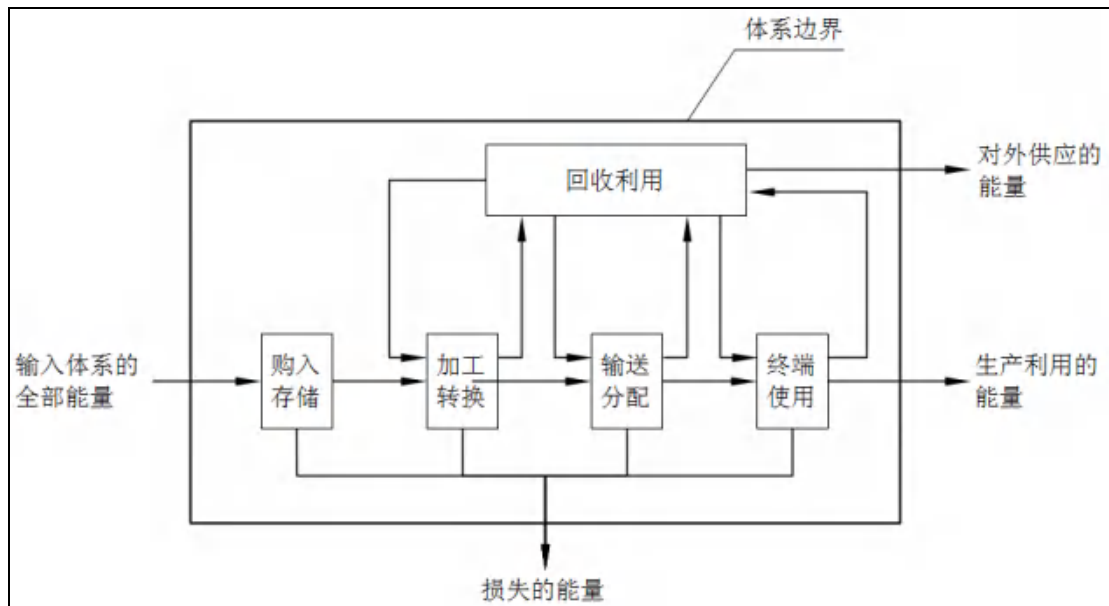 体系边界
回收利用
对外供应的
能量
输入体系的
全部能量
购入
存储
加工
转换
输送
分配
终端
使用
生产利用的
能量
损失的能量